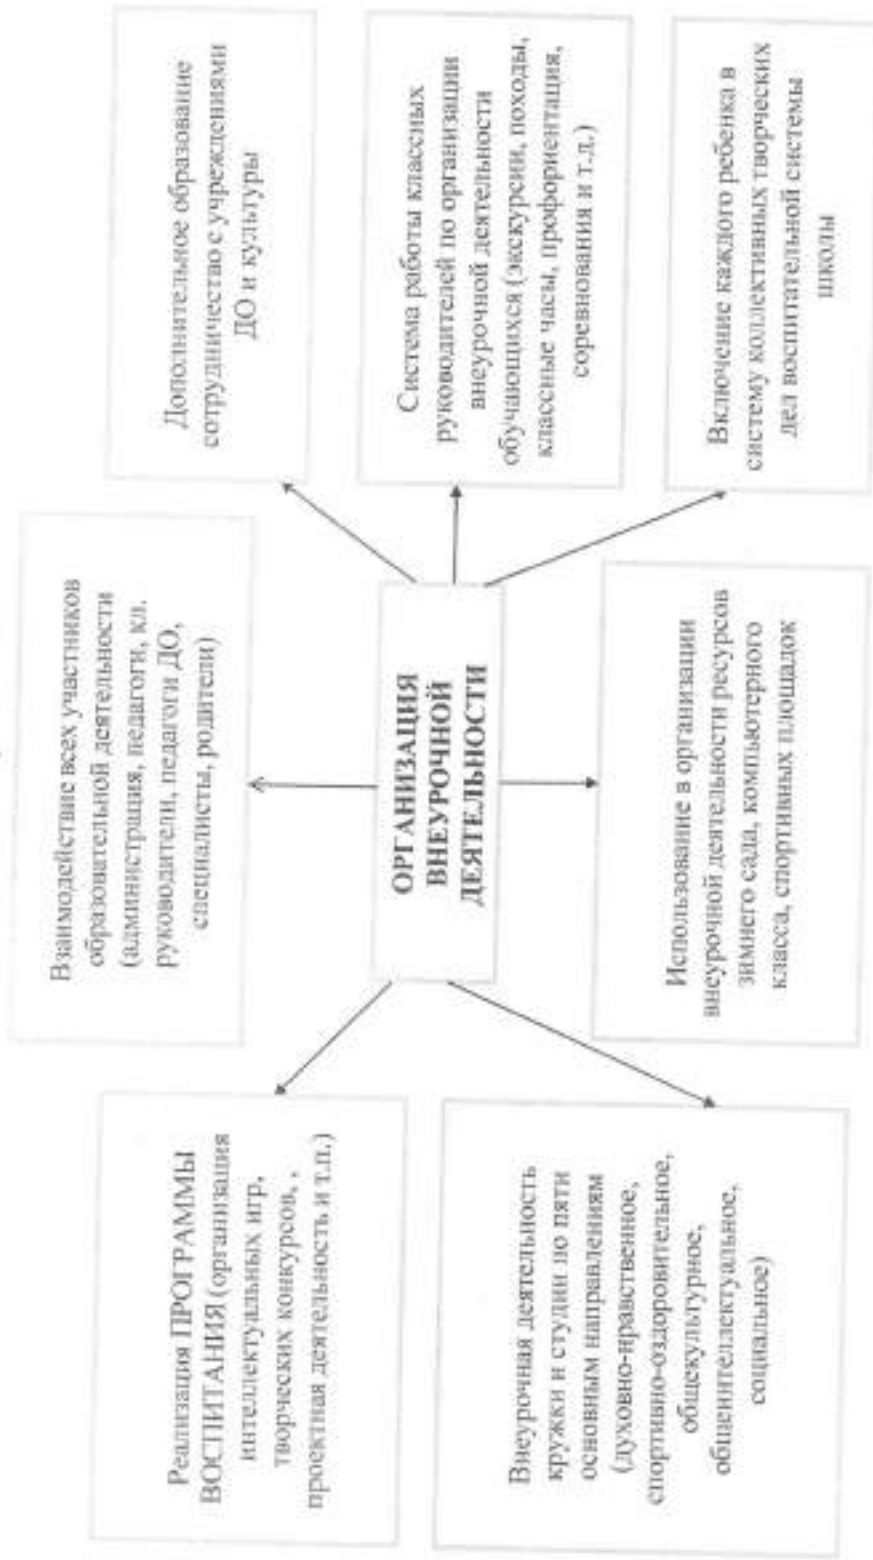 Реализация ПРОГРАММЫ
ВОСПИТАНИЯ (организация
интеллектуальных игр,
творческих конкурсов, ,
проектная деятельность и т.п.)
Взаимодействие всех участников
образовательной деятельности
(администрация, педагоги, кл.
руководители, педагоги ДО,
специалисты, родители)
Дополнительное образование
сотрудничество с учреждениями
ДО и культуры
ОРГАНИЗАЦИЯ
ВНЕУРОЧНОЙ
ДЕЯТЕЛЬНОСТИ
Система работы классных
руководителей по организации
внеурочной деятельности
обучающихся (экскурсии, походы,
классные часы, профориентация,
соревнования и т.д.)
Внеурочная деятельность
кружки и студии по пяти
основным направлениям
(духовно-нравственное,
спортивно-оздоровительное,
общекультурное,
общеинтеллектуальное,
социальное)
Использование в организации
внеурочной деятельности ресурсов
зимнего сада, компьютерного
класса, спортивных площадок
Включение каждого ребенка в
систему коллективных творческих
дел воспитательной системы
школы